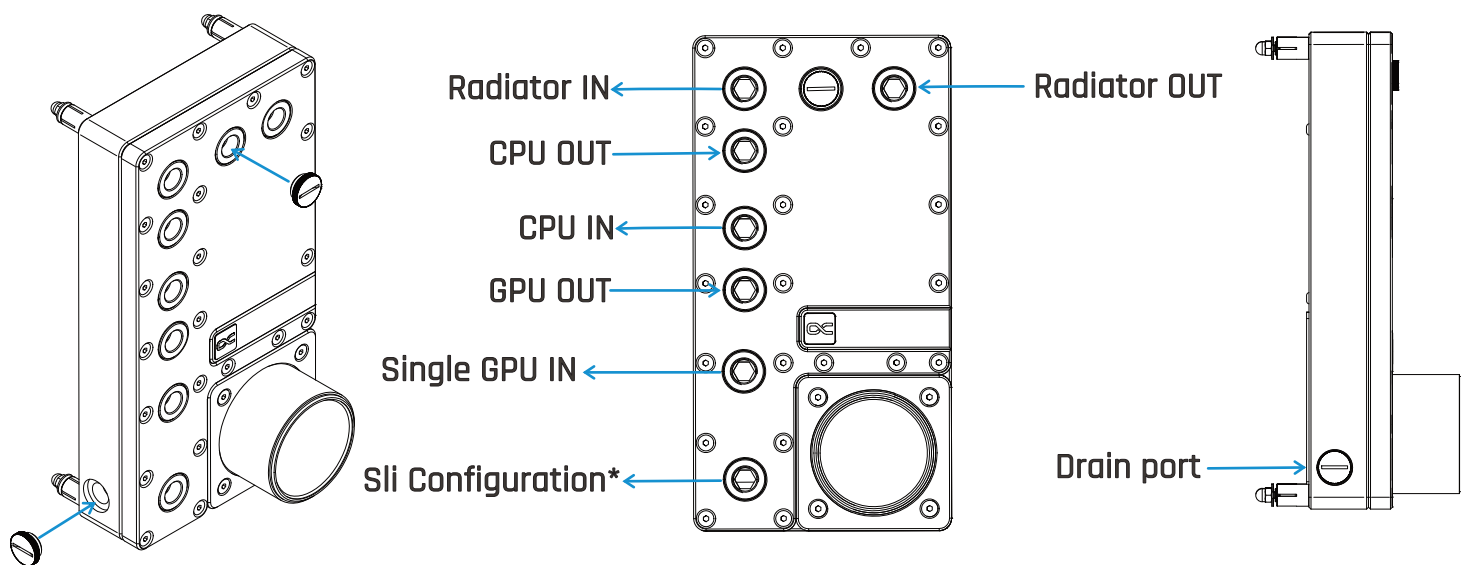 Radiator IN
Radiator OUT
CPU OUT
CPU IN
GPU OUT
Single GPU IN
Sli Configuration*
Drain port